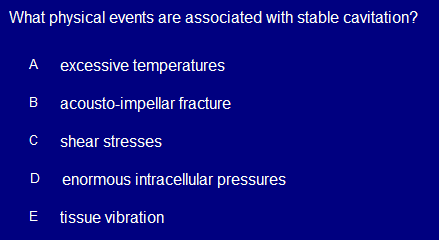 What physical events are associated with stable cavitation?
A excessive temperatures
B acousto-impellar fracture
C shear stresses
D enormous intracellular pressures
E tissue vibration